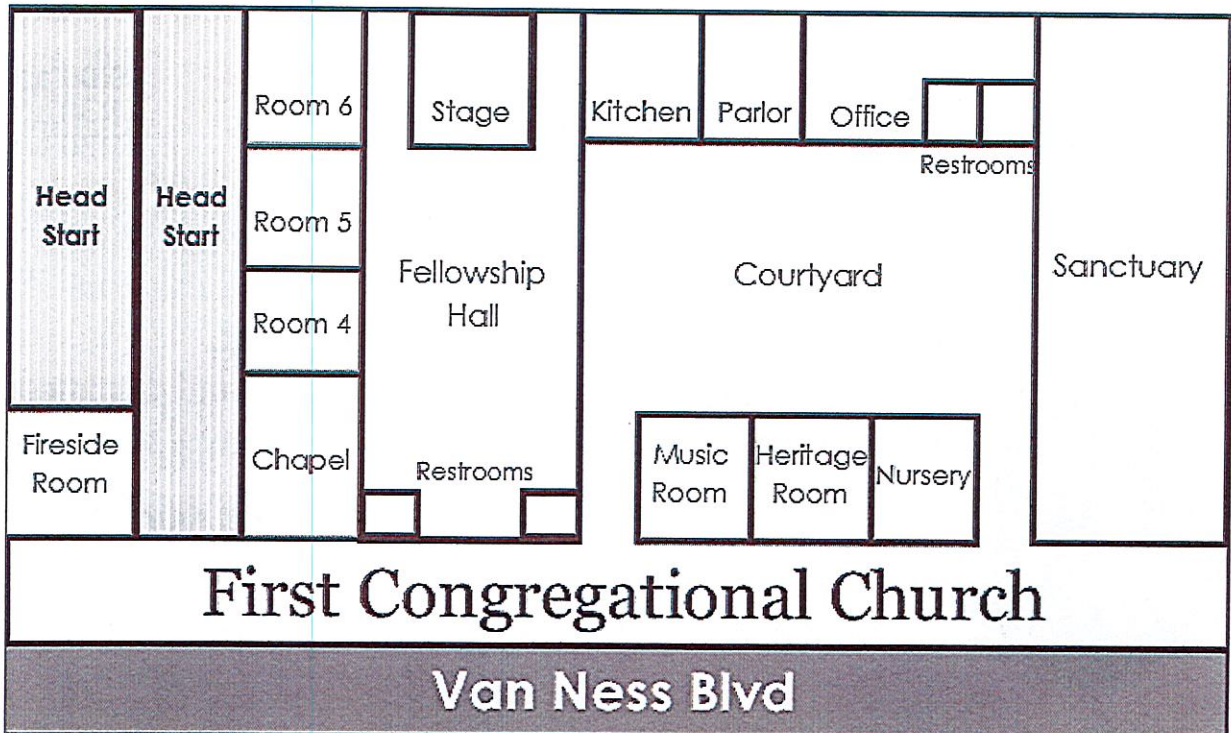 Room 6
Stage
Kitchen
Parlor
Office
Restrooms
Head
Start
Head
Start
Room 5
Fellowship
Hall
Courtyard
Sanctuary
Room 4
Fireside
Room
Chapel
Restrooms
Music
Room
Heritage
Room
Nursery
First Congregational Church
Van Ness Blvd